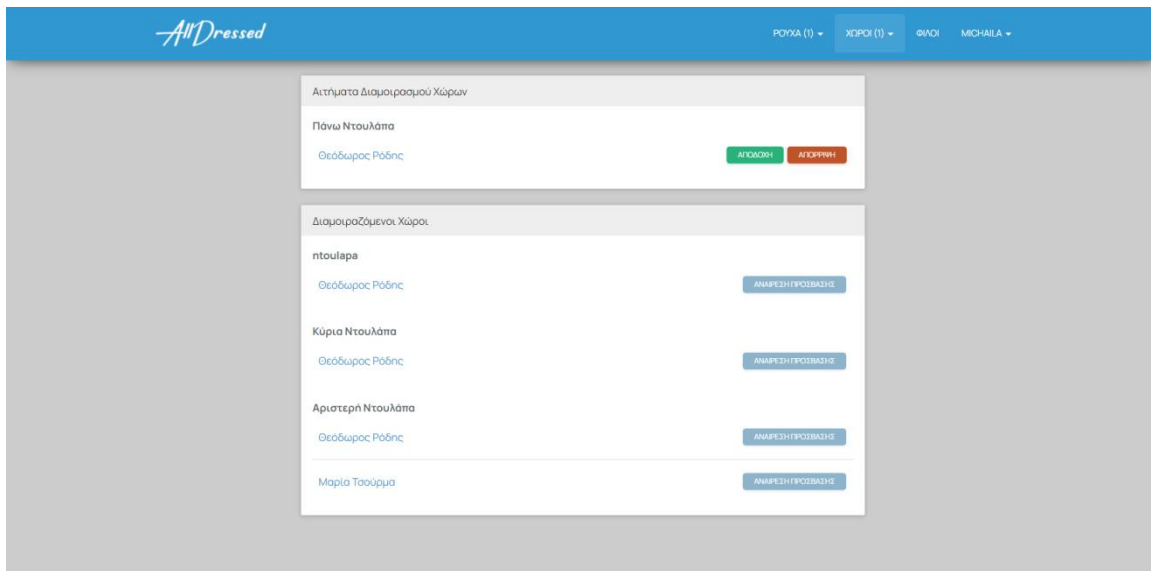 AllDressed
ΡΟΥΧΑ (1) ΧΩΡΟΙ (1) ΦΙΛΟΙ MICHAILA
Αιτήματα Διαμοιρασμού Χώρων
Πάνω Ντουλάπα
Θεόδωρος Ρόδης ΑΠΟΔΟΧΗ ΑΠΟΡΡΙΨΗ
Διαμοιραζόμενοι Χώροι
ntoulapa
Θεόδωρος Ρόδης ΑΝΑΙΡΕΣΗ ΠΡΟΣΒΑΣΗΣ
Κύρια Ντουλάπα
Θεόδωρος Ρόδης ΑΝΑΙΡΕΣΗ ΠΡΟΣΒΑΣΗΣ
Αριστερή Ντουλάπα
Θεόδωρος Ρόδης ΑΝΑΙΡΕΣΗ ΠΡΟΣΒΑΣΗΣ
Μαρία Τσούρμα ΑΝΑΙΡΕΣΗ ΠΡΟΣΒΑΣΗΣ